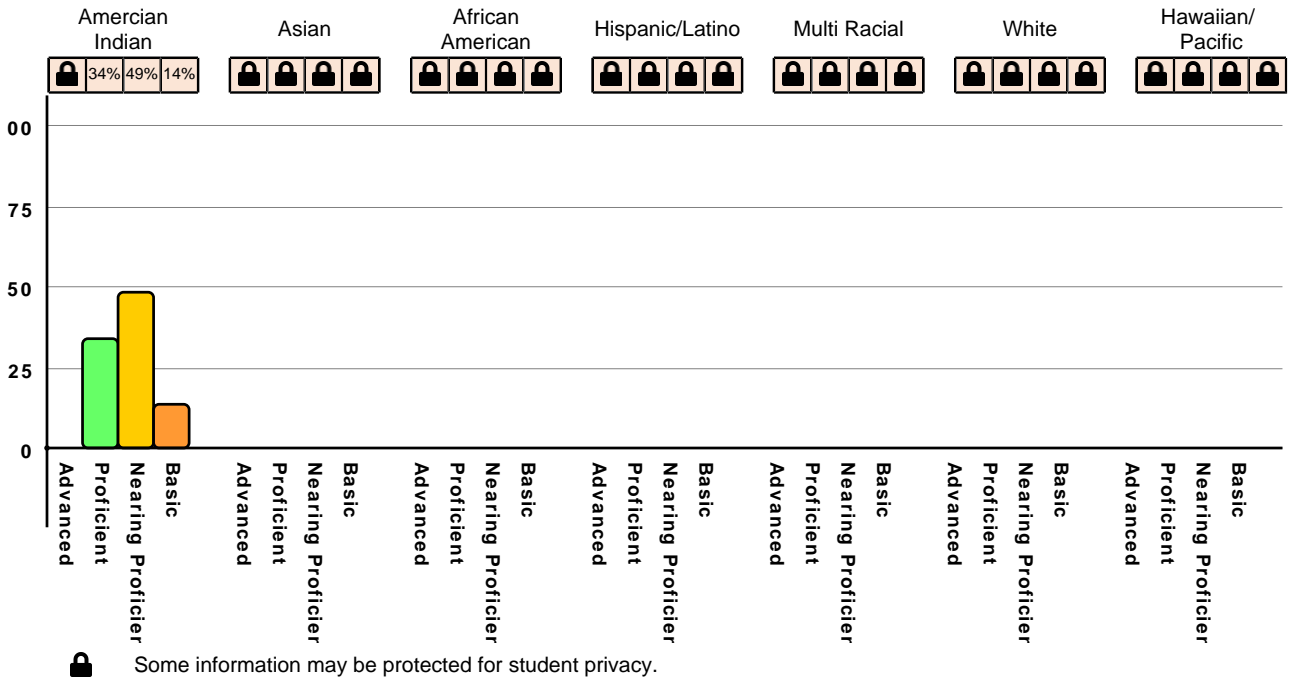 Amercian
Indian
Asian
African
American
Hispanic/Latino
Multi Racial
White
Hawaiian/
Pacific
34% 49% 14%
00
75
50
25
0
Advanced
Proficient
Nearing Proficier
Basic
Advanced
Proficient
Nearing Proficier
Basic
Advanced
Proficient
Nearing Proficier
Basic
Advanced
Proficient
Nearing Proficier
Basic
Advanced
Proficient
Nearing Proficier
Basic
Advanced
Proficient
Nearing Proficier
Basic
Advanced
Proficient
Nearing Proficier
Basic
Some information may be protected for student privacy.